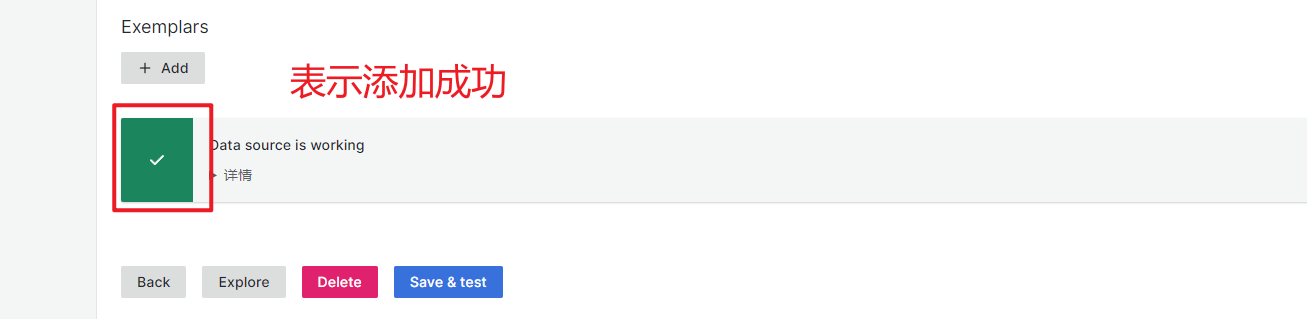 Exemplars
+ Add
表示添加成功
Data source is working
详情
Back
Explore
Delete
Save & test